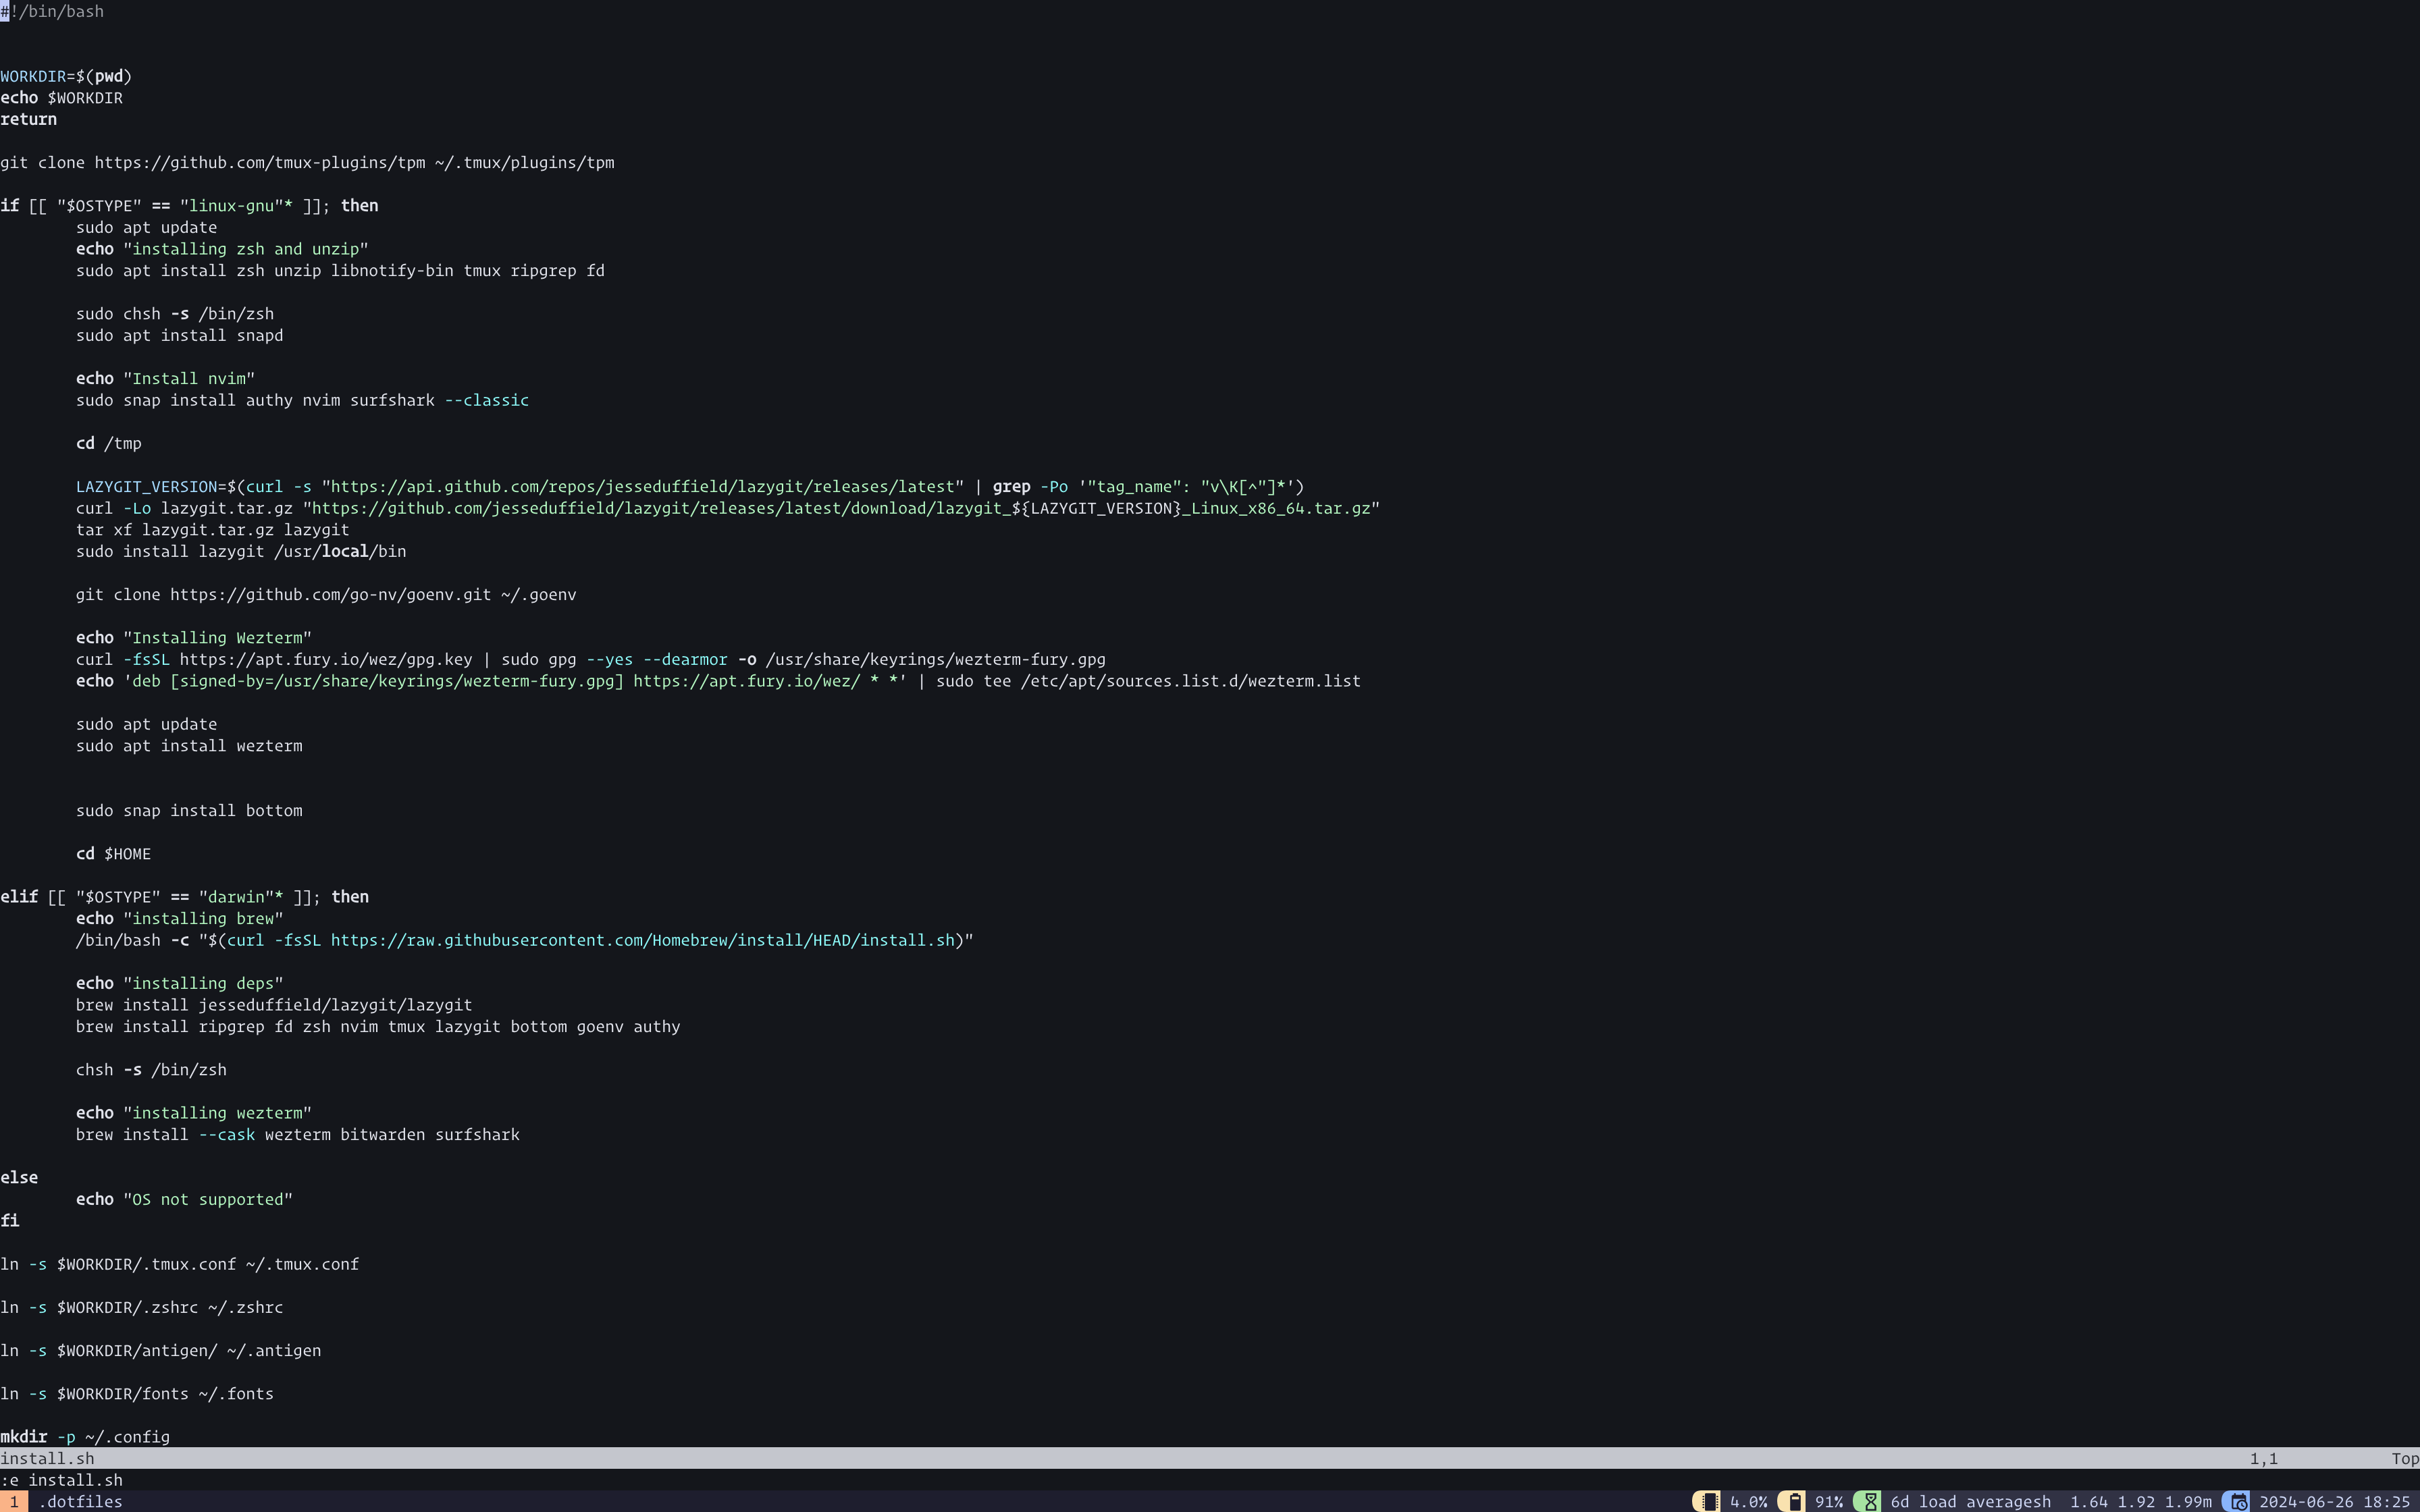 #!/bin/bash
WORKDIR=$(pwd)
echo $WORKDIR
return
git clone https://github.com/tmux-plugins/tpm ~/.tmux/plugins/tpm
if [[ "$OSTYPE" == "linux-gnu"* ]]; then
sudo apt update
echo "installing zsh and unzip"
sudo apt install zsh unzip libnotify-bin tmux ripgrep fd
sudo chsh -s /bin/zsh
sudo apt install snapd
echo "Install nvim"
sudo snap install authy nvim surfshark --classic
cd /tmp
LAZYGIT_VERSION=$(curl -s "https://api.github.com/repos/jesseduffield/lazygit/releases/latest" | grep -Po '"tag_name": "v\K[^"]*')
curl -Lo lazygit.tar.gz "https://github.com/jesseduffield/lazygit/releases/latest/download/lazygit_${LAZYGIT_VERSION}_Linux_x86_64.tar.gz"
tar xf lazygit.tar.gz lazygit
sudo install lazygit /usr/local/bin
git clone https://github.com/go-nv/goenv.git ~/.goenv
echo "Installing Wezterm"
curl -fsSL https://apt.fury.io/wez/gpg.key | sudo gpg --yes --dearmor -o /usr/share/keyrings/wezterm-fury.gpg
echo 'deb [signed-by=/usr/share/keyrings/wezterm-fury.gpg] https://apt.fury.io/wez/ * *' | sudo tee /etc/apt/sources.list.d/wezterm.list
sudo apt update
sudo apt install wezterm
sudo snap install bottom
cd $HOME
elif [[ "$OSTYPE" == "darwin"* ]]; then
echo "installing brew"
/bin/bash -c "$(curl -fsSL https://raw.githubusercontent.com/Homebrew/install/HEAD/install.sh)"
echo "installing deps"
brew install jesseduffield/lazygit/lazygit
brew install ripgrep fd zsh nvim tmux lazygit bottom goenv authy
chsh -s /bin/zsh
echo "installing wezterm"
brew install --cask wezterm bitwarden surfshark
else
echo "OS not supported"
fi
ln -s $WORKDIR/.tmux.conf ~/.tmux.conf
ln -s $WORKDIR/.zshrc ~/.zshrc
ln -s $WORKDIR/antigen/ ~/.antigen
ln -s $WORKDIR/fonts ~/.fonts
mkdir -p ~/.config
install.sh 1,1 Top
:e install.sh
1 .dotfiles 4.0% 91% 6d load averagesh 1.64 1.92 1.99m 2024-06-26 18:25